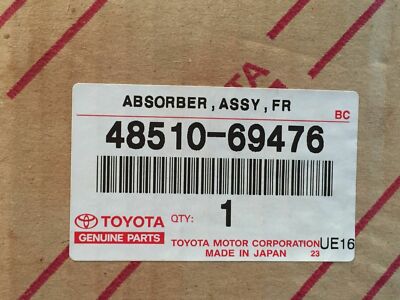 ABSORBER,ASSY,FR
BC
48510-69476
TOYOTA QTY: 1
GENUINE PARTS
TOYOTA MOTOR CORPORATION UE16
MADE IN JAPAN 23